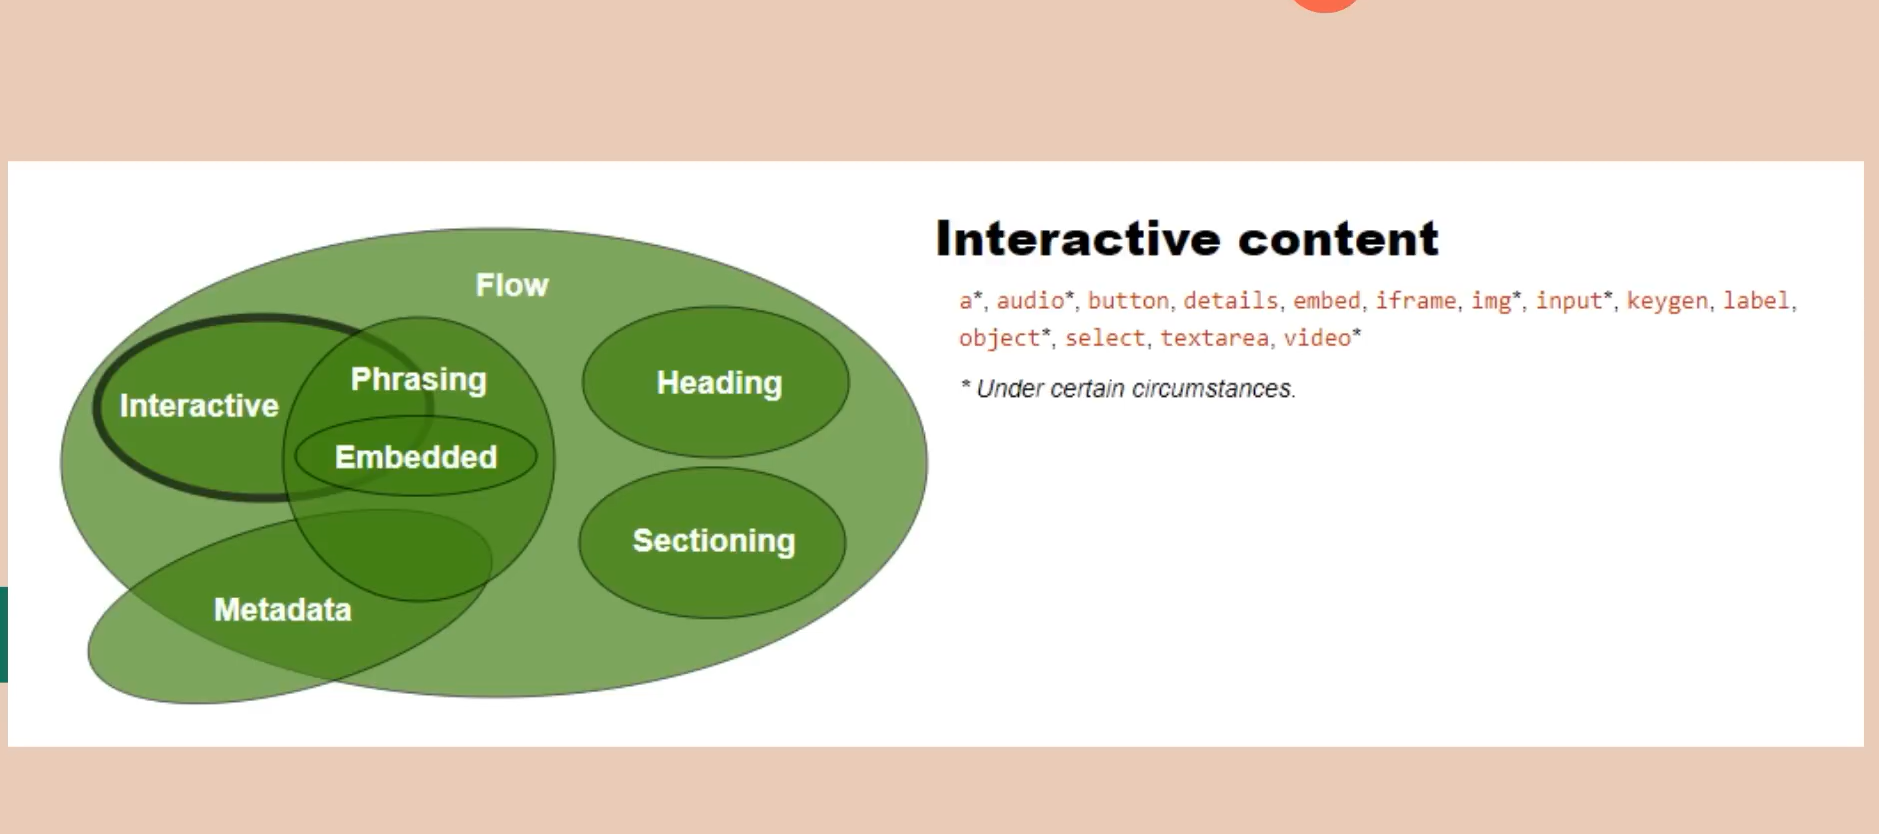 Flow
Interactive
Phrasing
Embedded
Heading
Sectioning
Metadata
Interactive content
a*, audio*, button, details, embed, iframe, img*, input*, keygen, label,
object*, select, textarea, video*
* Under certain circumstances.